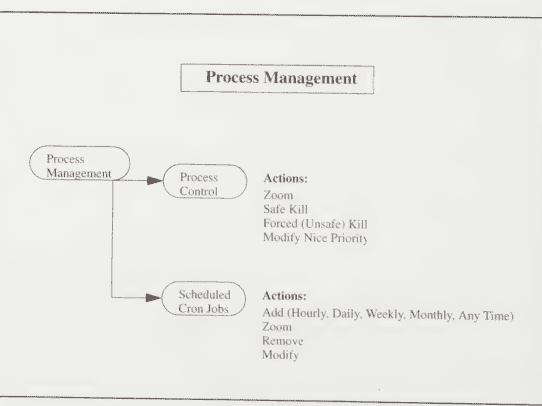 Process Management
Process
Management
Process
Control
Actions:
Zoom
Safe Kill
Forced (Unsafe) Kill
Modify Nice Priority
Scheduled
Cron Jobs
Actions:
Add (Hourly, Daily, Weekly, Monthly, Any Time)
Zoom
Remove
Modify